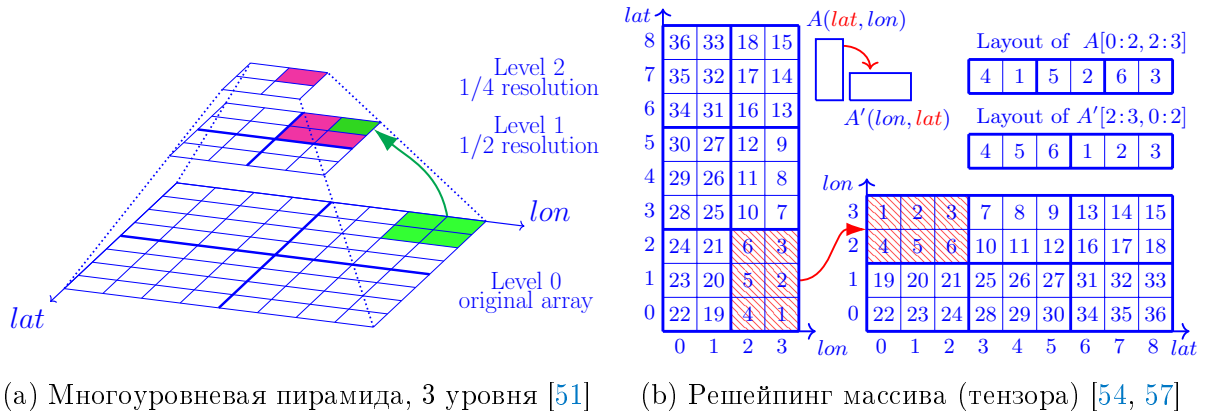 Level 2
1/4 resolution
Level 1
1/2 resolution
lon
Level 0
original array
lat
lat
8 36 33 18 15
7 35 32 17 14
6 34 31 16 13
5 30 27 12 9
4 29 26 11 8
3 28 25 10 7
2 24 21 6 3
1 23 20 5 2
0 22 19 4 1
0 1 2 3 lon
A(lat, lon)
A′(lon, lat)
Layout of A[0:2, 2:3]
4 1 5 2 6 3
Layout of A′[2:3, 0:2]
4 5 6 1 2 3
lon
3 1 2 3 7 8 9 13 14 15
2 4 5 6 10 11 12 16 17 18
1 19 20 21 25 26 27 31 32 33
0 22 23 24 28 29 30 34 35 36
0 1 2 3 4 5 6 7 8 lat
(a) Многоуровневая пирамида, 3 уровня [51]
(b) Решейпинг массива (тензора) [54, 57]